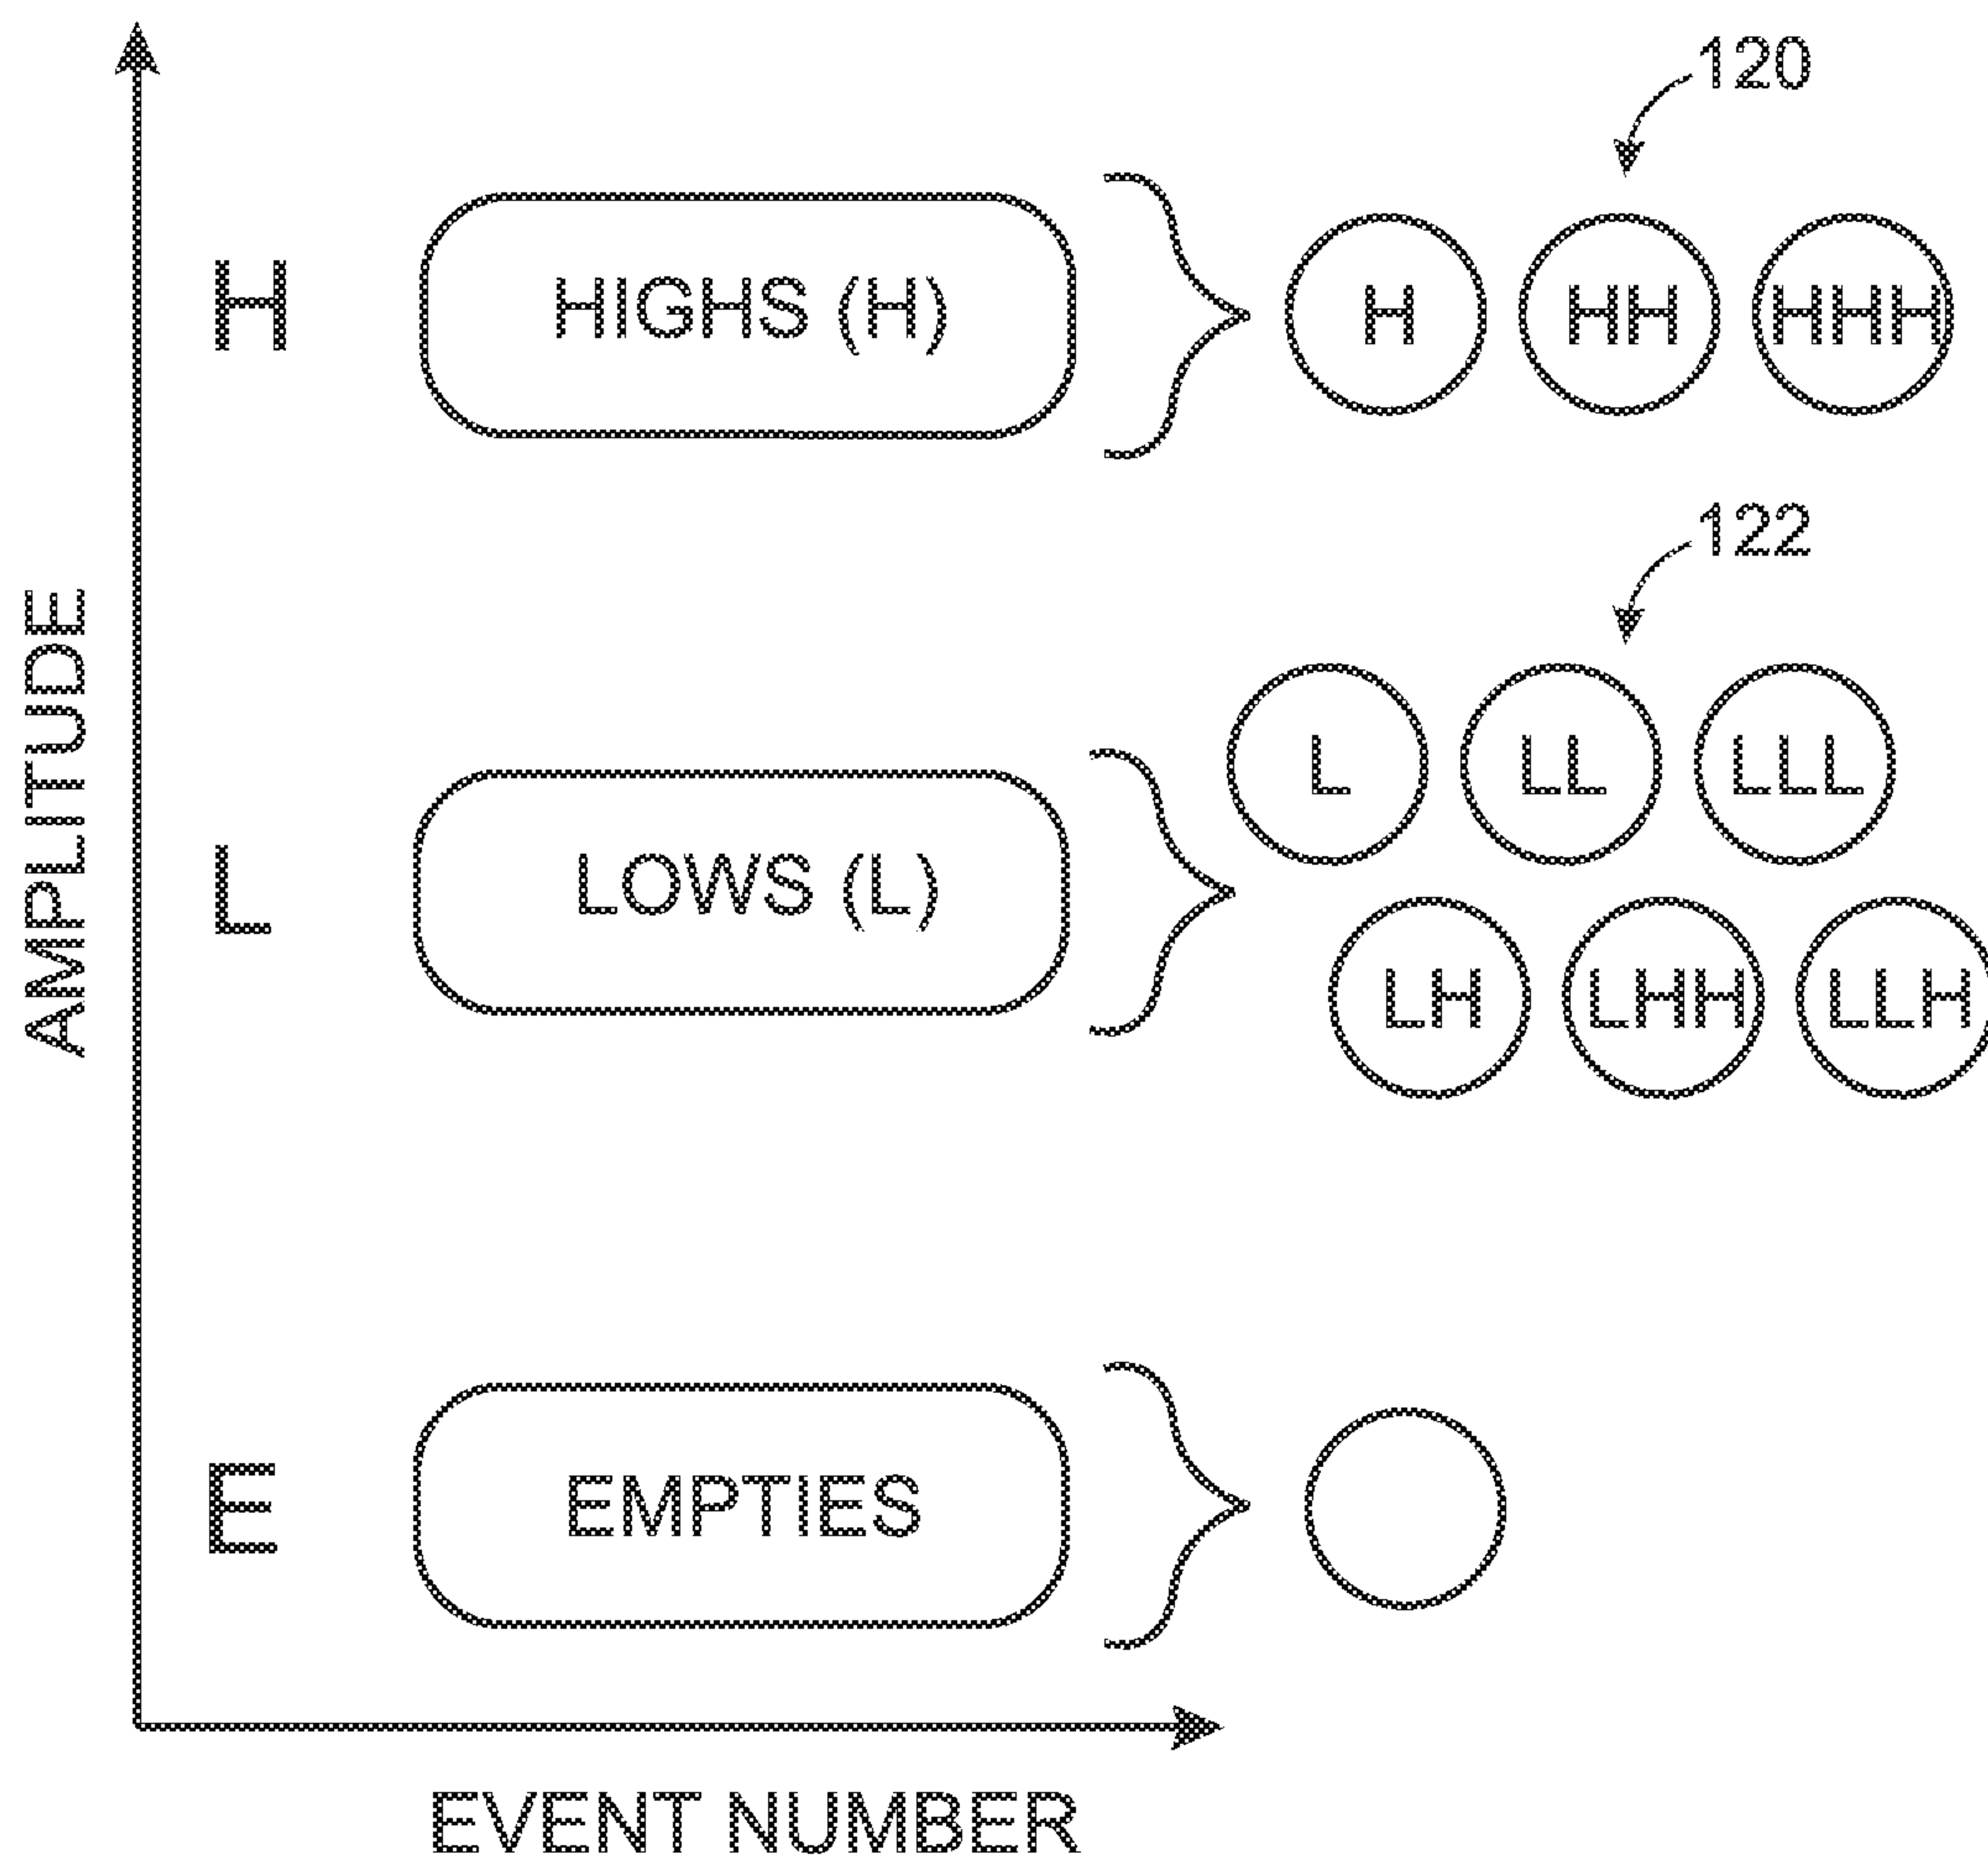 120
H
HIGHS (H)
H HH HHH
122
L LL LLL
L
LOWS (L)
LH LHH LLH
AMPLITUDE
E
EMPTIES
EVENT NUMBER